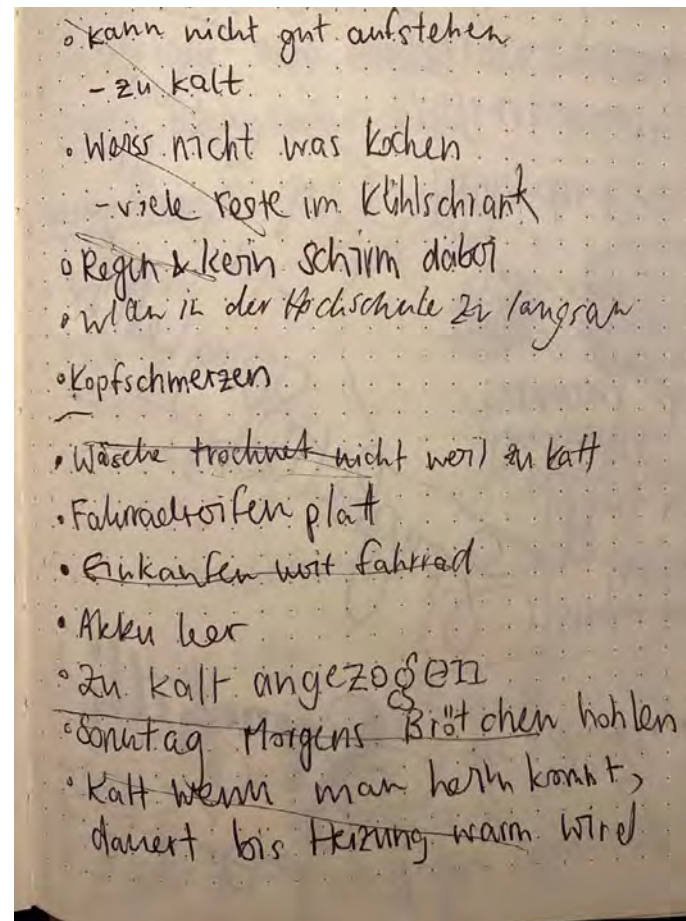 • kann nicht gut aufstehen
- zu kalt
• Weiss nicht was kochen
- viele reste im Kühlschrank
• Regen & kein schirm dabei
• wlan in der Hochschule zu langsam
• Kopfschmerzen
• Wäsche trocknet nicht weil zu kalt
• Fahrradreifen platt
• Einkaufen mit fahrrad
• Akku leer
• Zu kalt angezogen
• Sonntag Morgens Brötchen hohlen
• Kalt wenn man heim kommt,
dauert bis Heizung warm wird